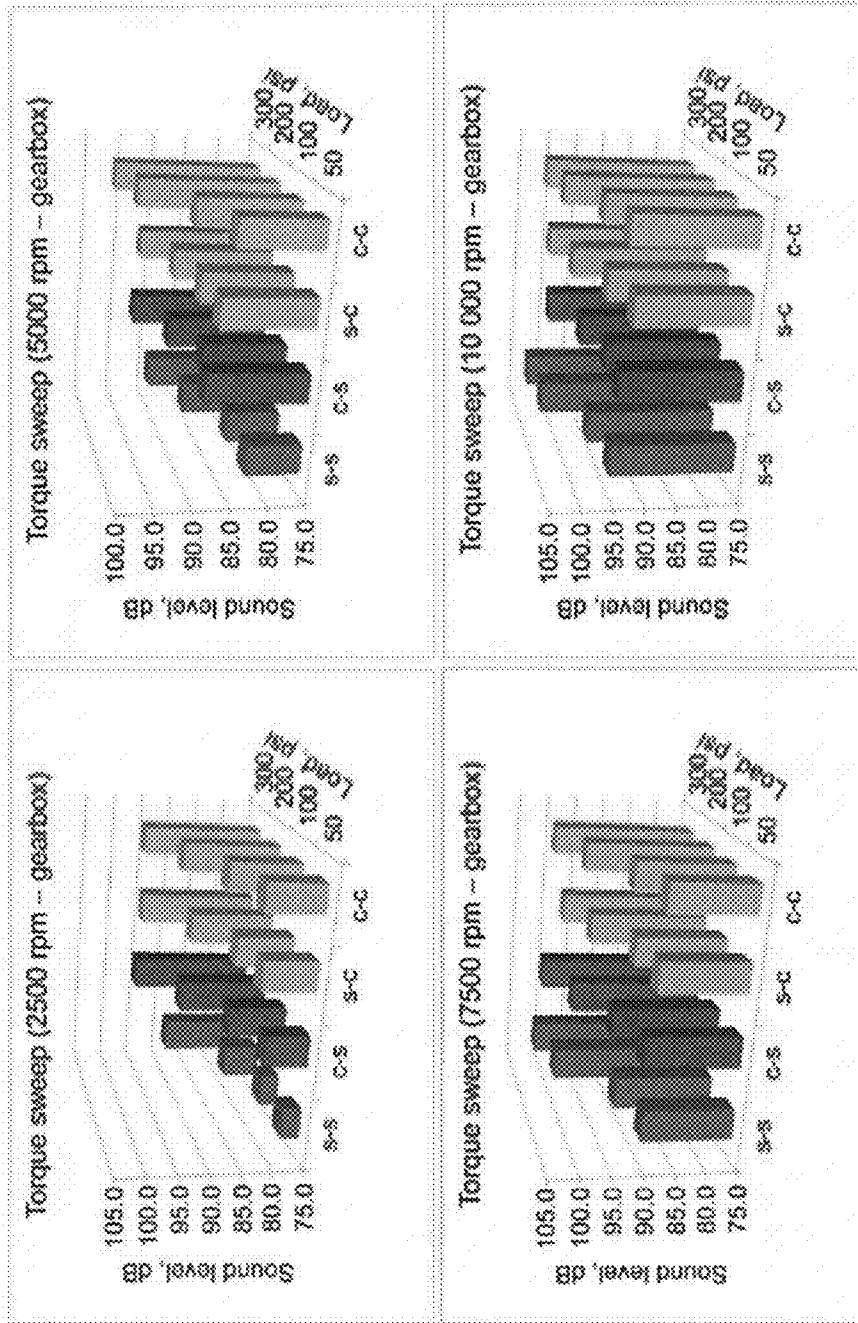 Torque sweep (2500 rpm – gearbox)
Sound level, dB
105.0
100.0
95.0
90.0
85.0
80.0
75.0
s-s
c-s
s-c
c-c
50
100
200
300
Load, psi
Torque sweep (5000 rpm – gearbox)
Sound level, dB
100.0
95.0
90.0
85.0
80.0
75.0
s-s
c-s
s-c
c-c
50
100
200
300
Load, psi
Torque sweep (7500 rpm – gearbox)
Sound level, dB
105.0
100.0
95.0
90.0
85.0
80.0
75.0
s-s
c-s
s-c
c-c
50
100
200
300
Load, psi
Torque sweep (10 000 rpm – gearbox)
Sound level, dB
105.0
100.0
95.0
90.0
85.0
80.0
75.0
s-s
c-s
s-c
c-c
50
100
200
300
Load, psi